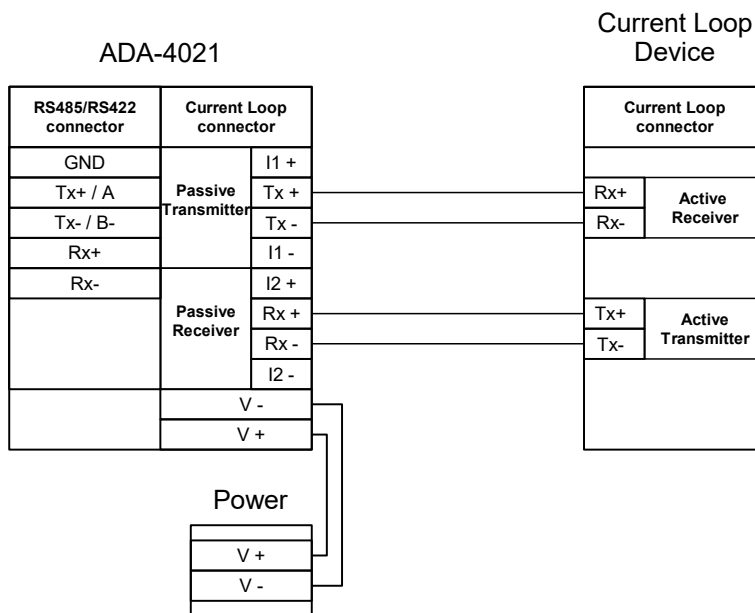 ADA-4021
Current Loop
Device
RS485/RS422
connector
Current Loop
connector
GND
Tx+ / A
Tx- / B-
Rx+
Rx-
Passive
Transmitter
I1 +
Tx +
Tx -
I1 -
Passive
Receiver
I2 +
Rx +
Rx -
I2 -
V -
V +
Current Loop
connector
Rx+
Rx-
Active
Receiver
Tx+
Tx-
Active
Transmitter
Power
V +
V -